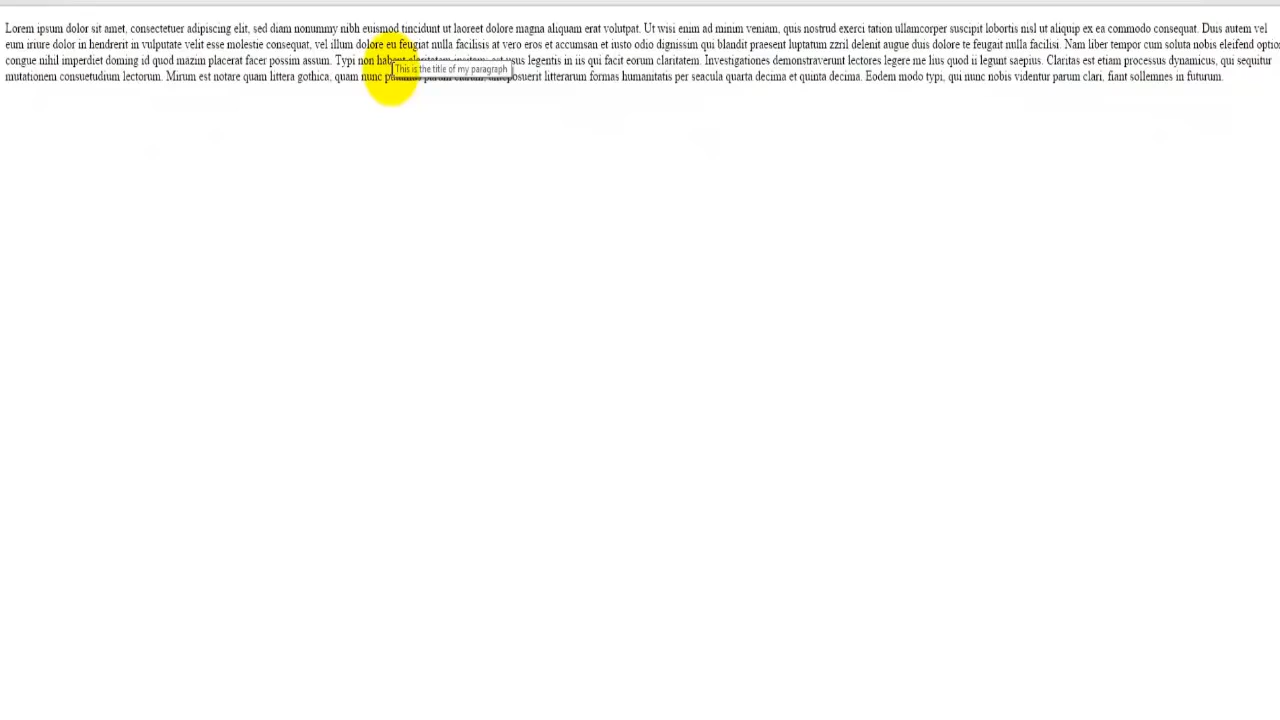 Lorem ipsum dolor sit amet, consectetuer adipiscing elit, sed diam nonummy nibh euismod tincidunt ut laoreet dolore magna aliquam erat volutpat. Ut wisi enim ad minim veniam, quis nostrud exerci tation ullamcorper suscipit lobortis nisl ut aliquip ex ea commodo consequat. Duis autem vel
eum iriure dolor in hendrerit in vulputate velit esse molestie consequat, vel illum dolore eu feugiat nulla facilisis at vero eros et accumsan et iusto odio dignissim qui blandit praesent luptatum zzril delenit augue duis dolore te feugait nulla facilisi. Nam liber tempor cum soluta nobis eleifend optio
congue nihil imperdiet doming id quod mazim placerat facer possim assum. Typi non legentis in iis qui facit eorum claritatem. Investigationes demonstraverunt lectores legere me lius quod ii legunt saepius. Claritas est etiam processus dynamicus, qui sequitur
This is the title of my paragraph
mutationem consuetudium lectorum. Mirum est notare quam littera gothica, quam nunc litterarum formas humanitatis per seacula quarta decima et quinta decima. Eodem modo typi, qui nunc nobis videntur parum clari, fiant sollemnes in futurum.